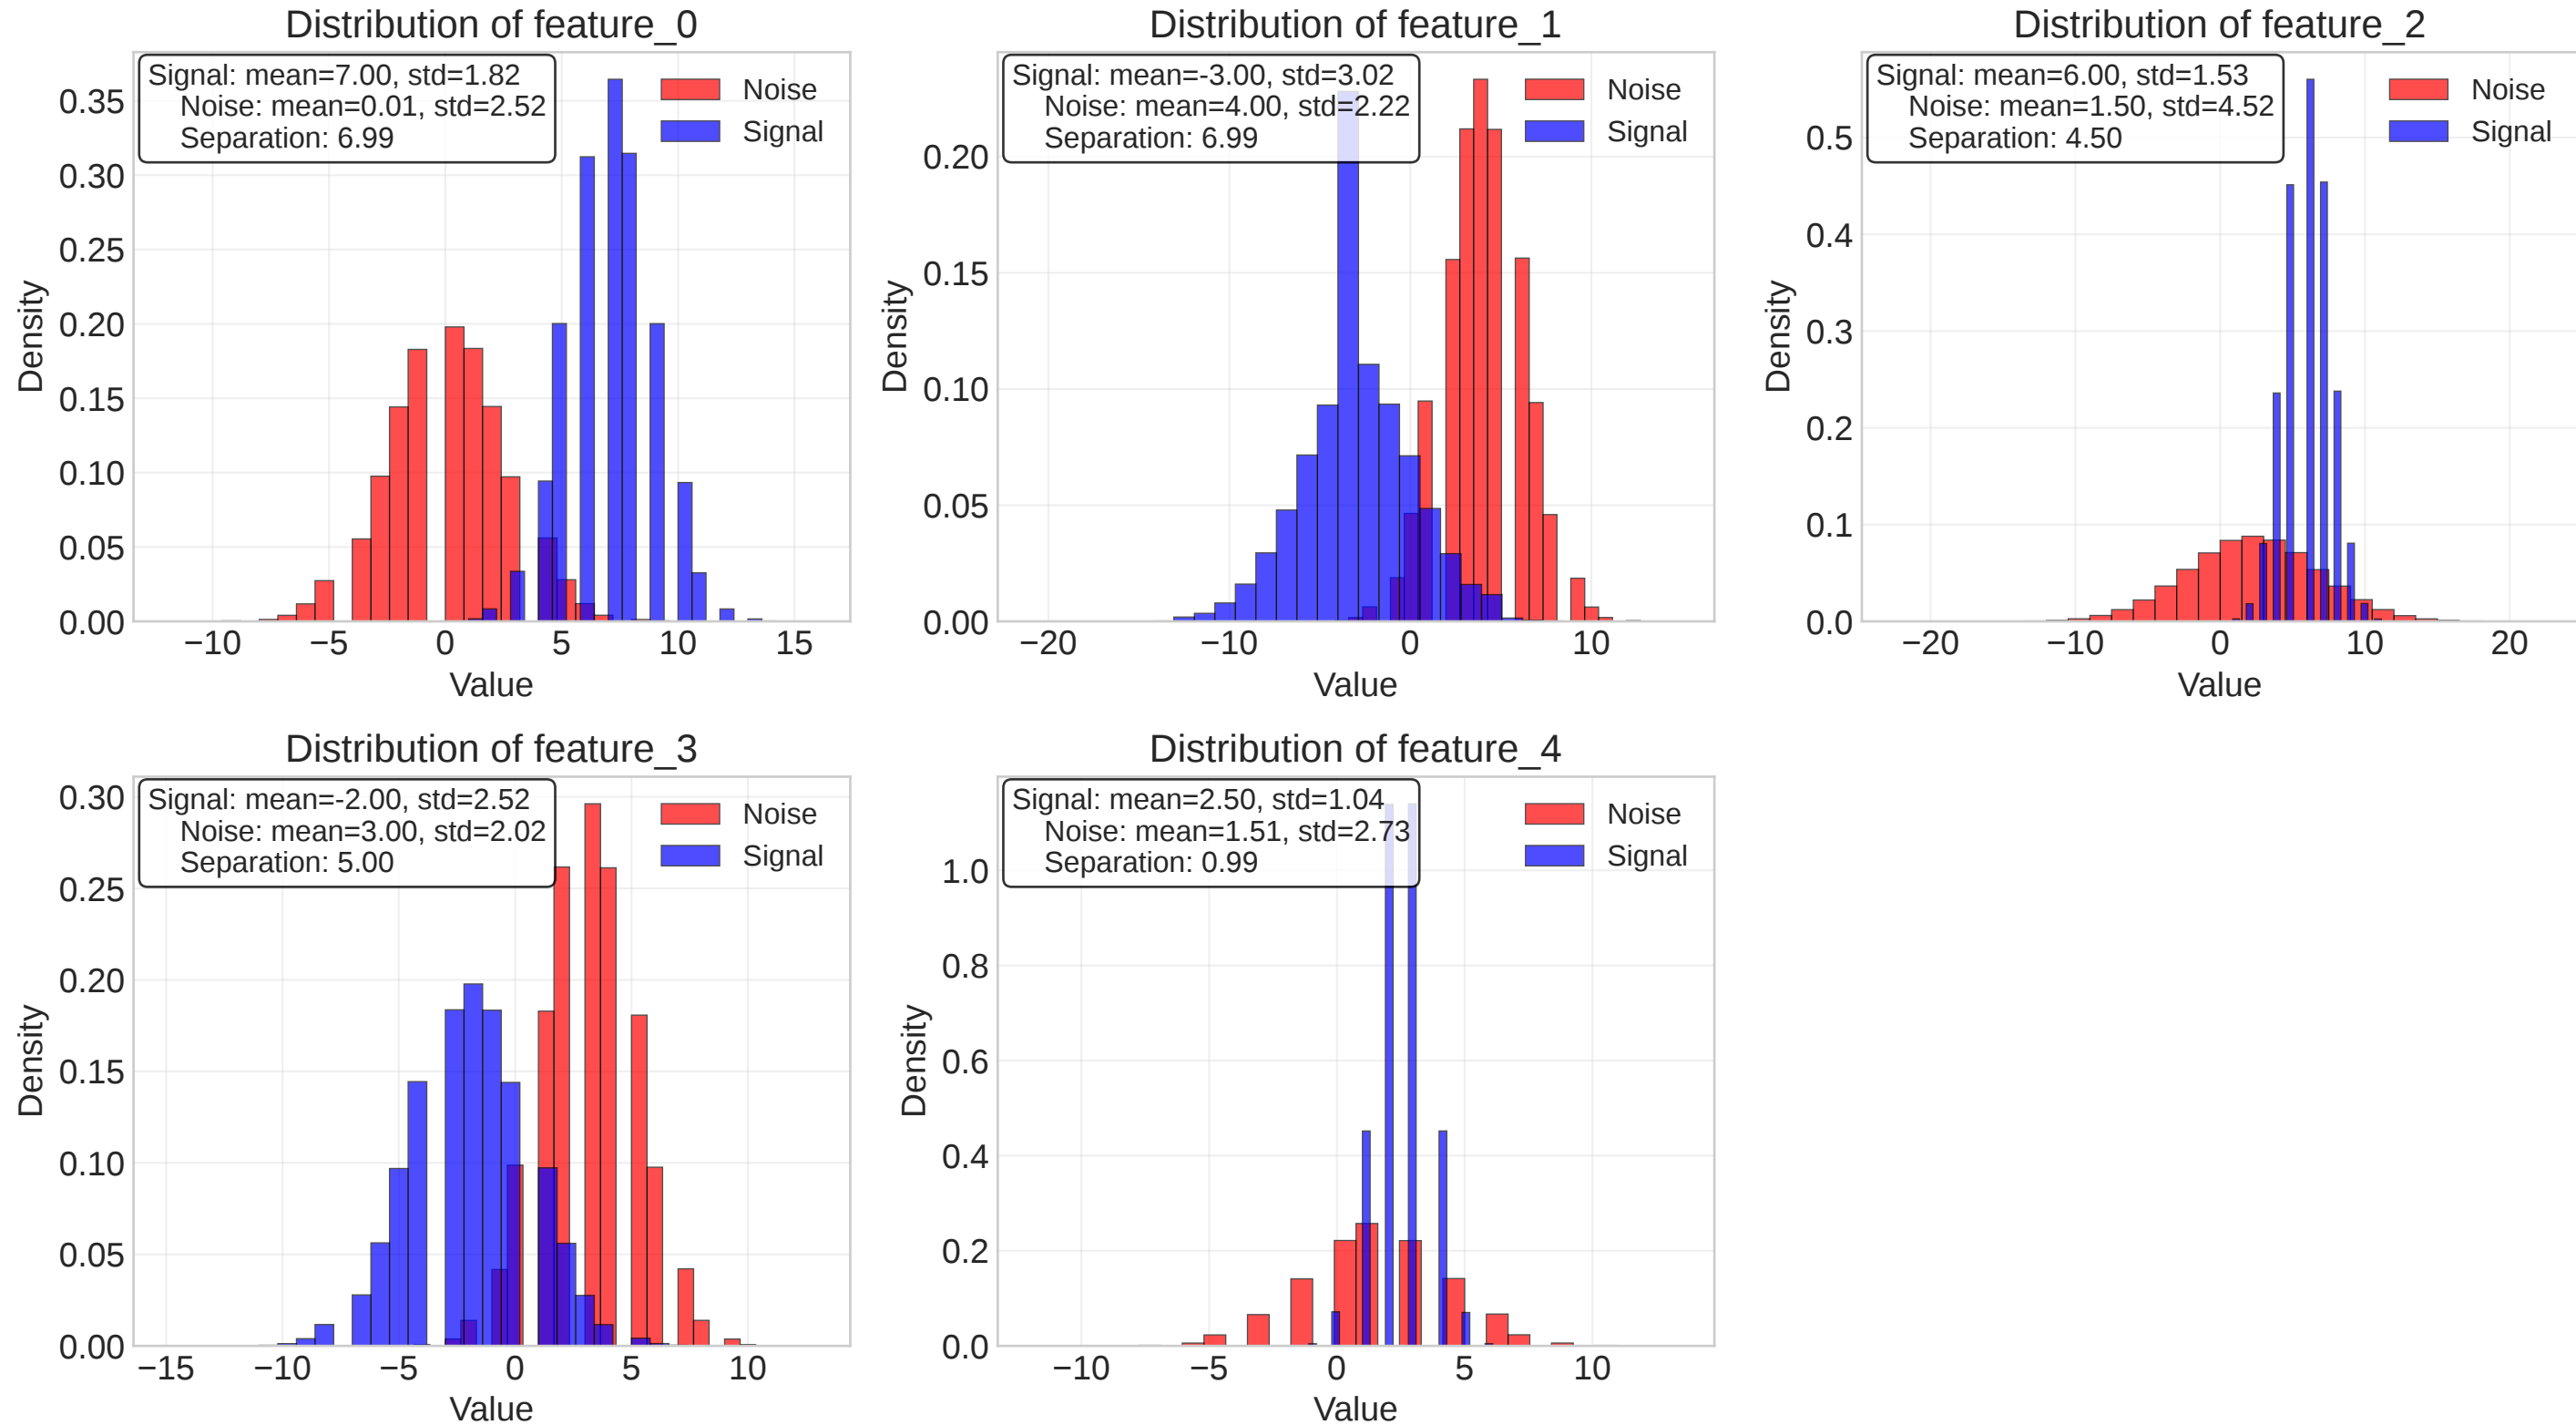 Distribution of feature_0
Signal: mean=7.00, std=1.82
Noise: mean=0.01, std=2.52
Separation: 6.99
Noise
Signal
Density
0.35
0.30
0.25
0.20
0.15
0.10
0.05
0.00
−10 −5 0 5 10 15
Value
Distribution of feature_1
Signal: mean=-3.00, std=3.02
Noise: mean=4.00, std=2.22
Separation: 6.99
Noise
Signal
Density
0.20
0.15
0.10
0.05
0.00
−20 −10 0 10
Value
Distribution of feature_2
Signal: mean=6.00, std=1.53
Noise: mean=1.50, std=4.52
Separation: 4.50
Noise
Signal
Density
0.5
0.4
0.3
0.2
0.1
0.0
−20 −10 0 10 20
Value
Distribution of feature_3
Signal: mean=-2.00, std=2.52
Noise: mean=3.00, std=2.02
Separation: 5.00
Noise
Signal
Density
0.30
0.25
0.20
0.15
0.10
0.05
0.00
−15 −10 −5 0 5 10
Value
Distribution of feature_4
Signal: mean=2.50, std=1.04
Noise: mean=1.51, std=2.73
Separation: 0.99
Noise
Signal
Density
1.0
0.8
0.6
0.4
0.2
0.0
−10 −5 0 5 10
Value